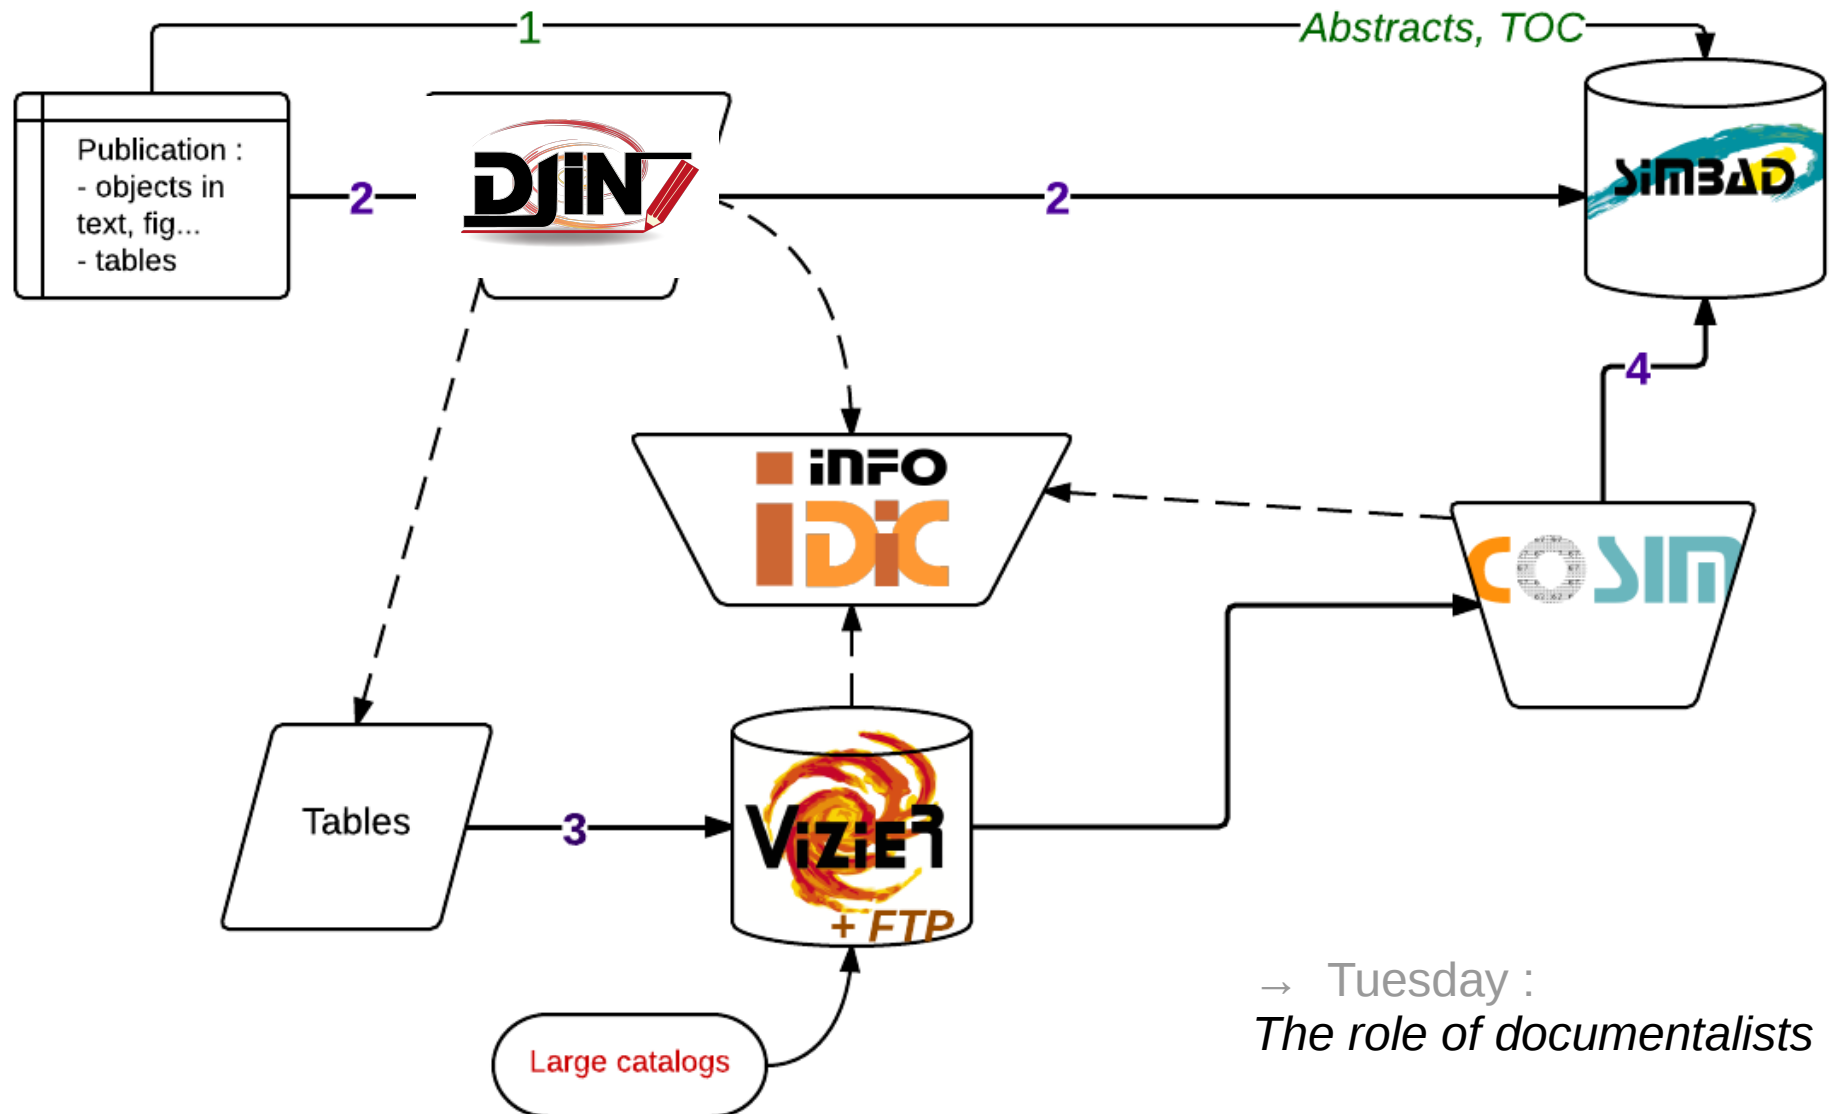 1
Abstracts, TOC
Publication :
- objects in
text, fig...
- tables
2
DJIN
2
SIMBAD
4
iNFO
i DiC
COSIM
Tables
3
VIZIER
+ FTP
Large catalogs
→ Tuesday :
The role of documentalists